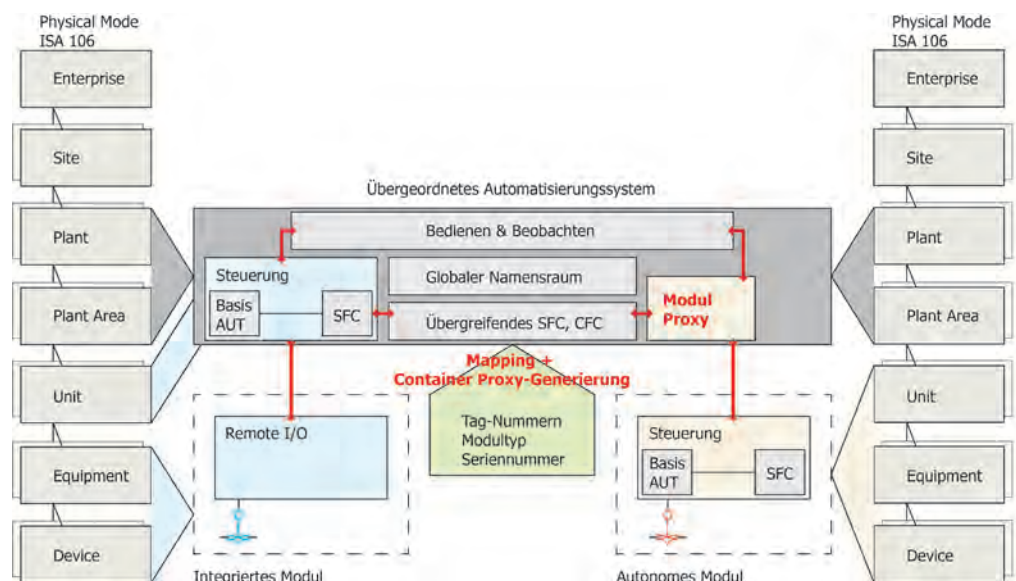 Physical Mode
ISA 106
Enterprise
Site
Plant
Plant Area
Unit
Equipment
Device
Übergeordnetes Automatisierungssystem
Bedienen & Beobachten
Steuerung
Basis
AUT
SFC
Globaler Namensraum
Übergreifendes SFC, CFC
Modul
Proxy
Mapping +
Container Proxy-Generierung
Tag-Nummern
Modultyp
Seriennummer
Remote I/O
Integriertes Modul
Steuerung
Basis
AUT
SFC
Autonomes Modul
Physical Mode
ISA 106
Enterprise
Site
Plant
Plant Area
Unit
Equipment
Device